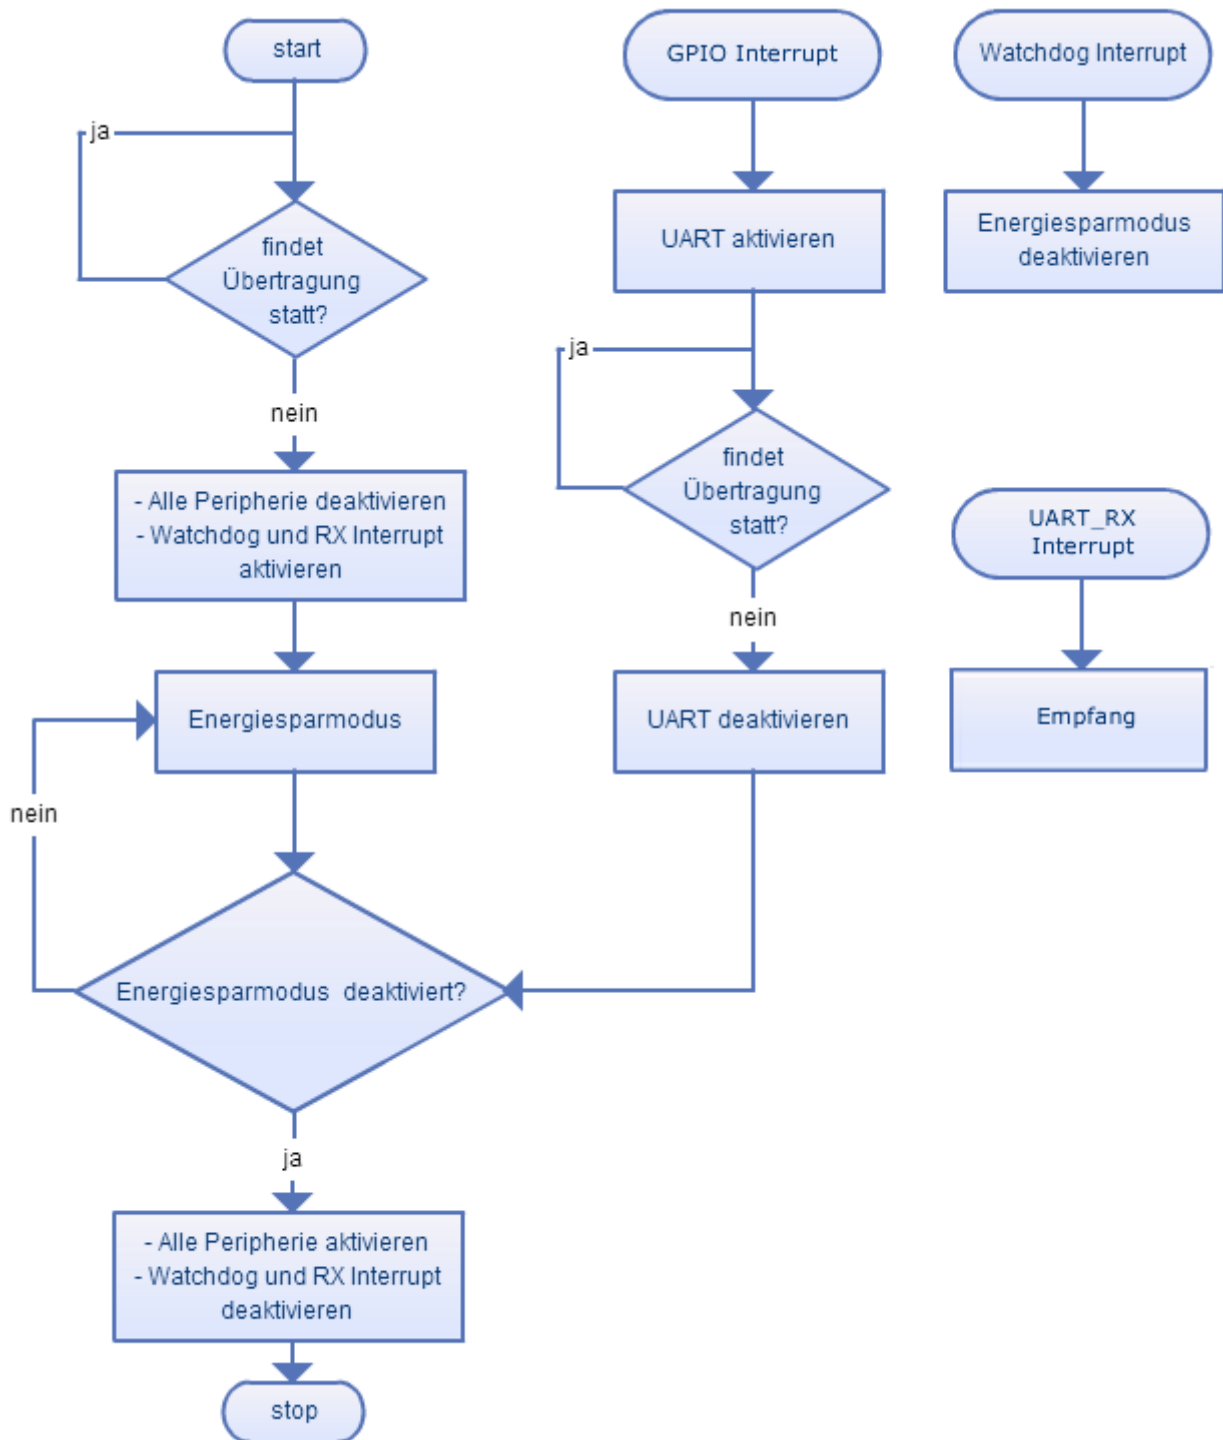 start
ja
findet
Übertragung
statt?
nein
- Alle Peripherie deaktivieren
- Watchdog und RX Interrupt
aktivieren
Energiesparmodus
nein
Energiesparmodus deaktiviert?
ja
- Alle Peripherie aktivieren
- Watchdog und RX Interrupt
deaktivieren
stop
GPIO Interrupt
UART aktivieren
ja
findet
Übertragung
statt?
nein
UART deaktivieren
Watchdog Interrupt
Energiesparmodus
deaktivieren
UART_RX
Interrupt
Empfang